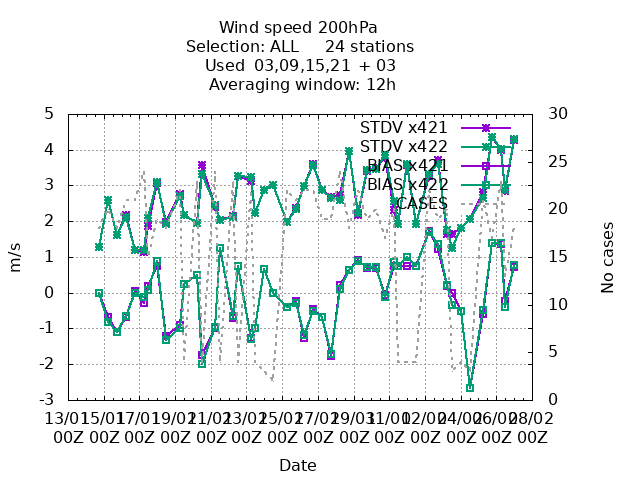 Wind speed 200hPa
Selection: ALL 24 stations
Used 03,09,15,21 + 03
Averaging window: 12h
5 30
STDV x421
4
STDV x422
25
BIAS x421
3
BIAS x422
20
CASES
2
15
1
0
10
-1
5
-2
-3 0
m/s
No cases
13/01 15/01 17/01 19/01 21/01 23/01 25/01 27/01 29/01 31/01 02/02 04/02 06/02 08/02
00Z 00Z 00Z 00Z 00Z 00Z 00Z 00Z 00Z 00Z 00Z 00Z 00Z 00Z
Date